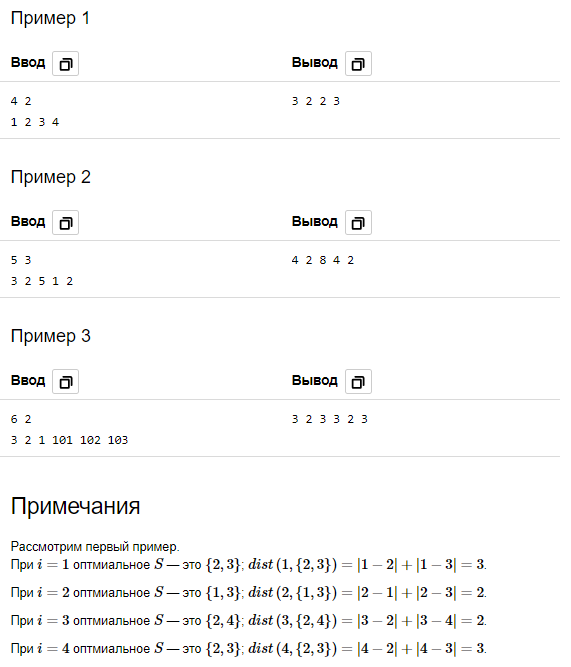 Пример 1
Ввод Вывод
4 2 3 2 2 3
1 2 3 4
Пример 2
Ввод Вывод
5 3 4 2 8 4 2
3 2 5 1 2
Пример 3
Ввод Вывод
6 2 3 2 3 3 2 3
3 2 1 101 102 103
Примечания
Рассмотрим первый пример.
При i = 1 оптмиальное S — это {2, 3}; dist (1, {2, 3}) = |1 − 2| + |1 − 3| = 3.
При i = 2 оптмиальное S — это {1, 3}; dist (2, {1, 3}) = |2 − 1| + |2 − 3| = 2.
При i = 3 оптмиальное S — это {2, 4}; dist (3, {2, 4}) = |3 − 2| + |3 − 4| = 2.
При i = 4 оптмиальное S — это {2, 3}; dist (4, {2, 3}) = |4 − 2| + |4 − 3| = 3.